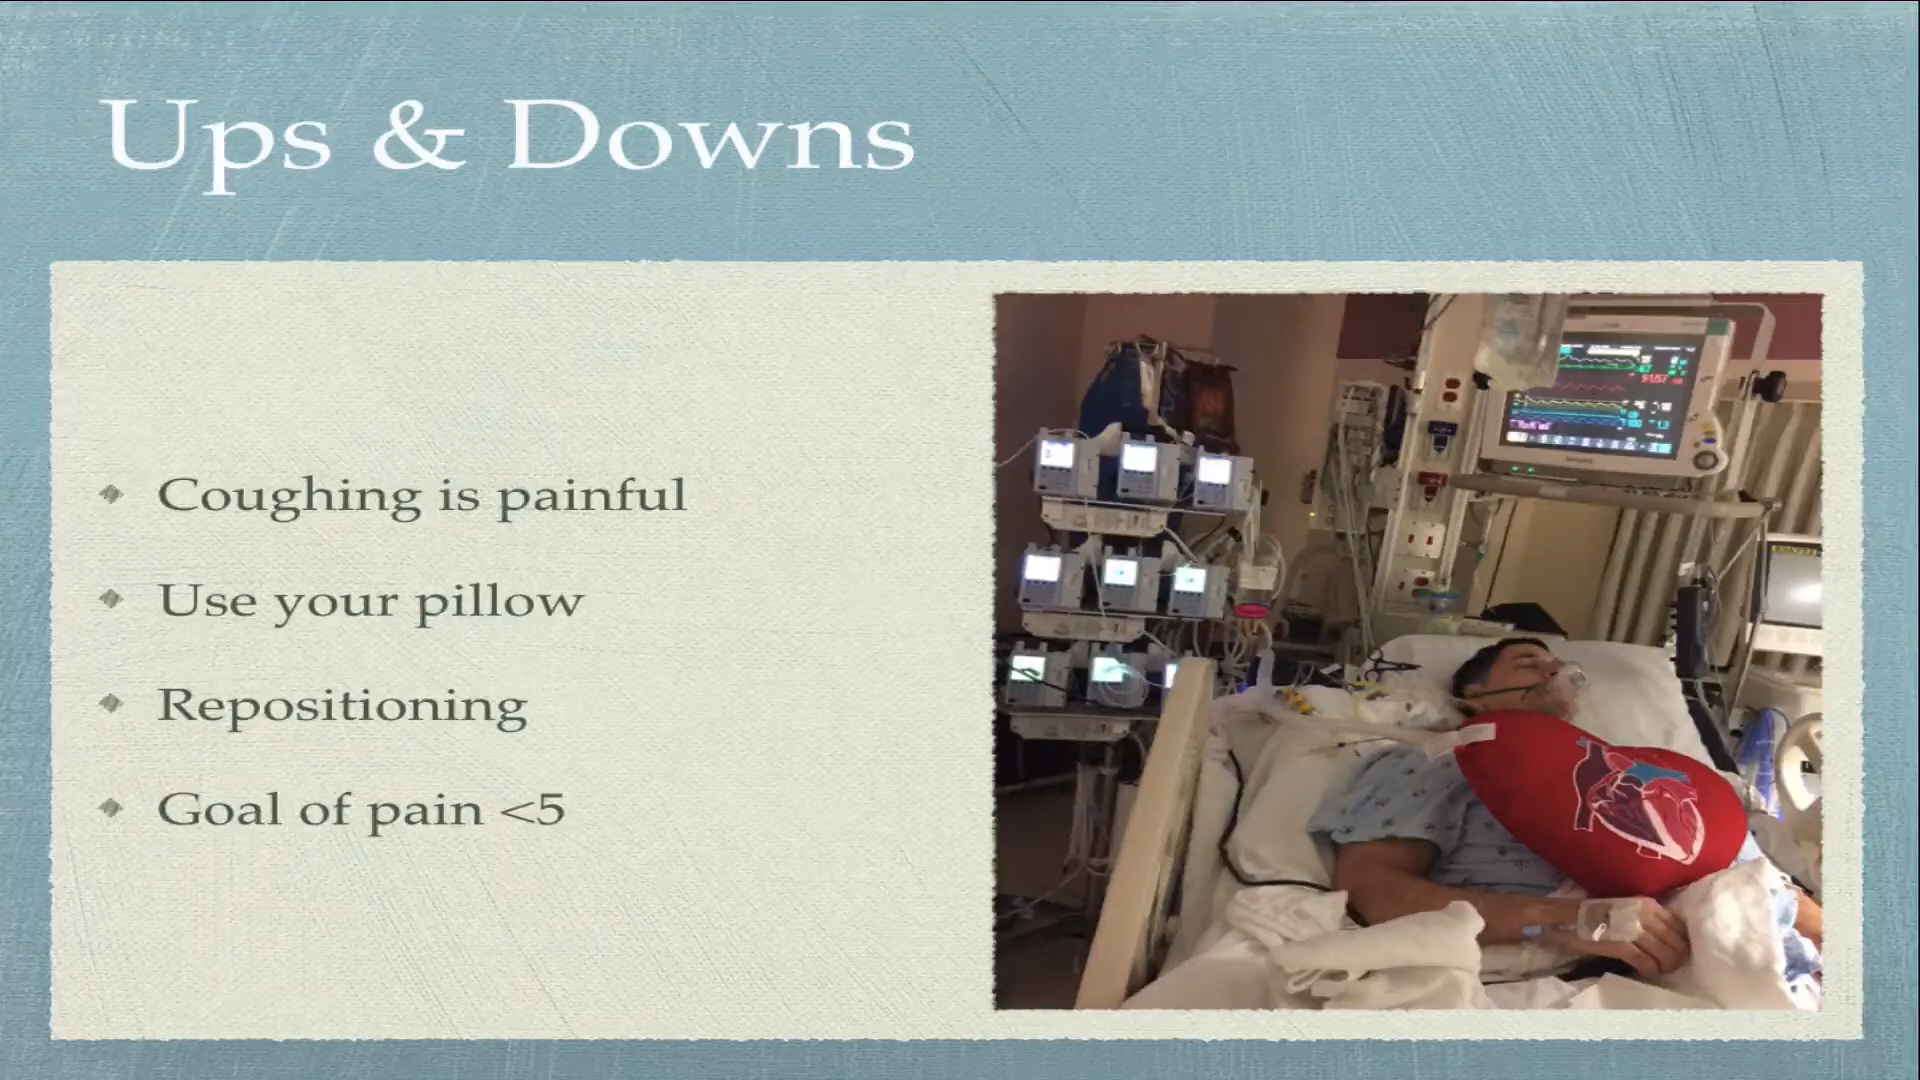 Ups & Downs
Coughing is painful
Use your pillow
Repositioning
Goal of pain <5